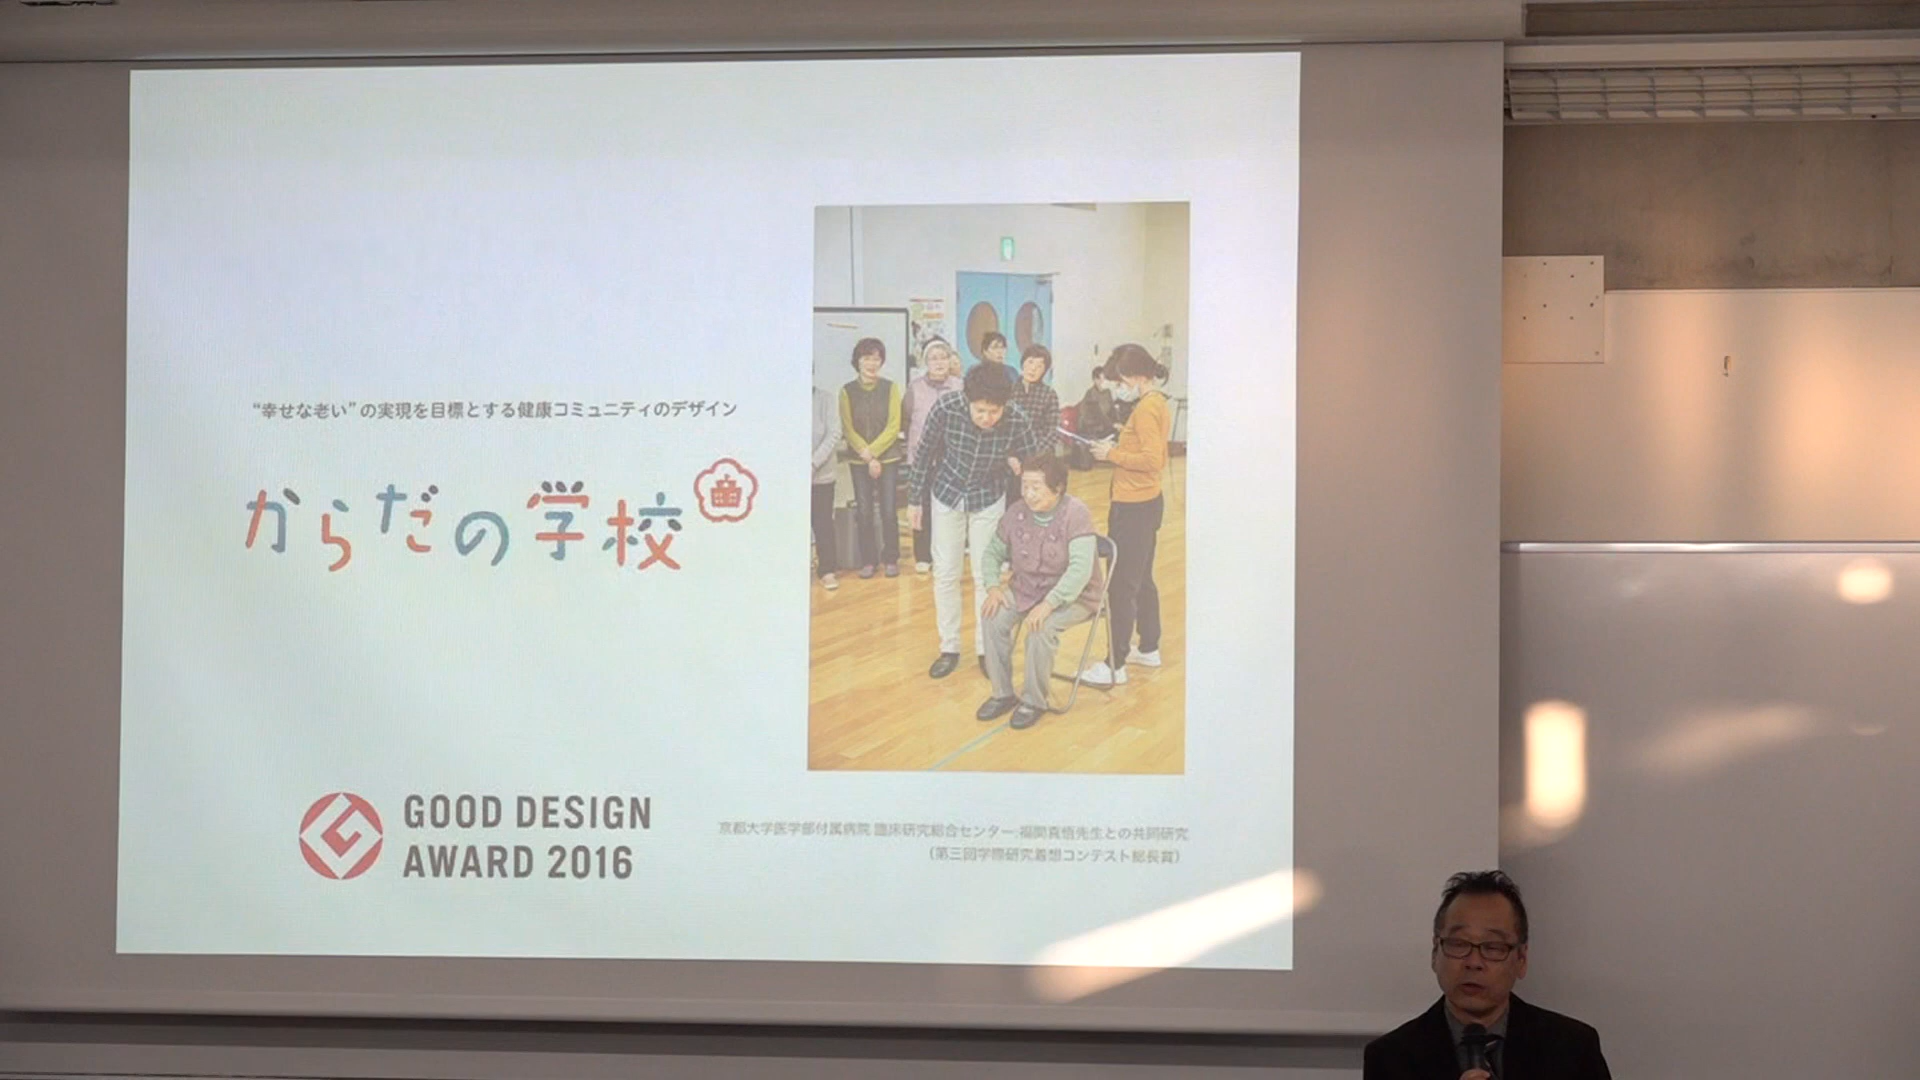 “幸せな老い”の実現を目標とする健康コミュニティのデザイン
からだの学校
GOOD DESIGN
AWARD 2016
京都大学医学部付属病院 臨床研究総合センター:福間真悟先生との共同研究
（第三回学際研究着想コンテスト総長賞）